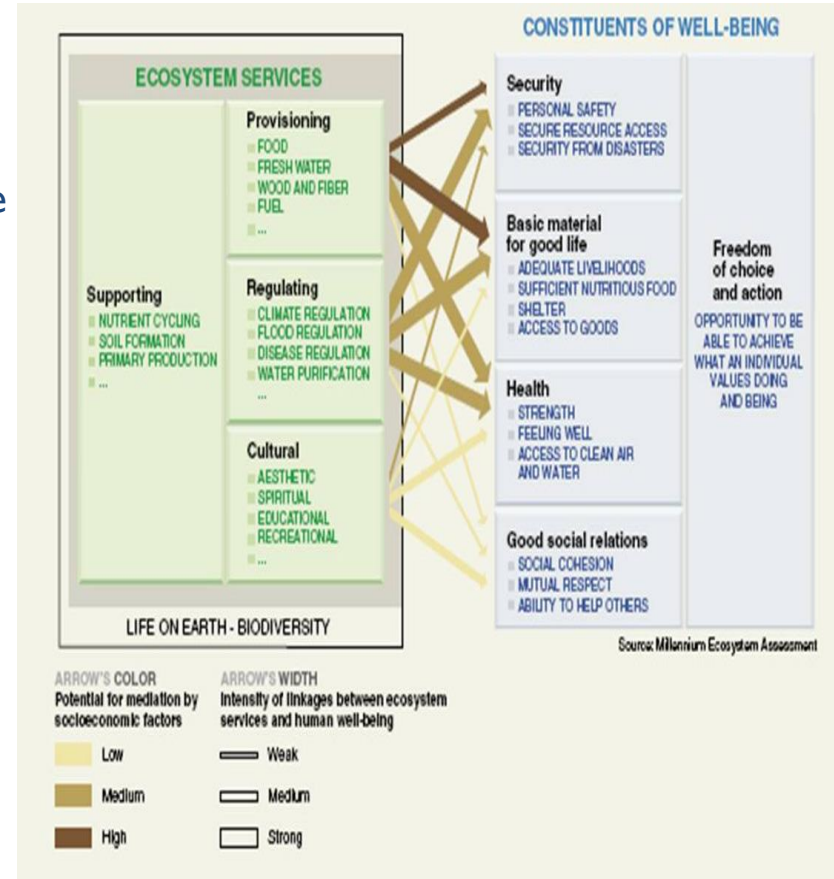 e
CONSTITUENTS OF WELL-BEING
ECOSYSTEM SERVICES
Supporting
NUTRIENT CYCLING
SOIL FORMATION
PRIMARY PRODUCTION
...
Provisioning
FOOD
FRESH WATER
WOOD AND FIBER
FUEL
...
Regulating
CLIMATE REGULATION
FLOOD REGULATION
DISEASE REGULATION
WATER PURIFICATION
...
Cultural
AESTHETIC
SPIRITUAL
EDUCATIONAL
RECREATIONAL
...
LIFE ON EARTH - BIODIVERSITY
Security
PERSONAL SAFETY
SECURE RESOURCE ACCESS
SECURITY FROM DISASTERS
Basic material
for good life
ADEQUATE LIVELIHOODS
SUFFICIENT NUTRITIOUS FOOD
SHELTER
ACCESS TO GOODS
Health
STRENGTH
FEELING WELL
ACCESS TO CLEAN AIR
AND WATER
Good social relations
SOCIAL COHESION
MUTUAL RESPECT
ABILITY TO HELP OTHERS
Freedom
of choice
and action
OPPORTUNITY TO BE
ABLE TO ACHIEVE
WHAT AN INDIVIDUAL
VALUES DOING
AND BEING
Source: Millennium Ecosystem Assessment
ARROW'S COLOR
Potential for mediation by
socioeconomic factors
Low
Medium
High
ARROW'S WIDTH
Intensity of linkages between ecosystem
services and human well-being
Weak
Medium
Strong